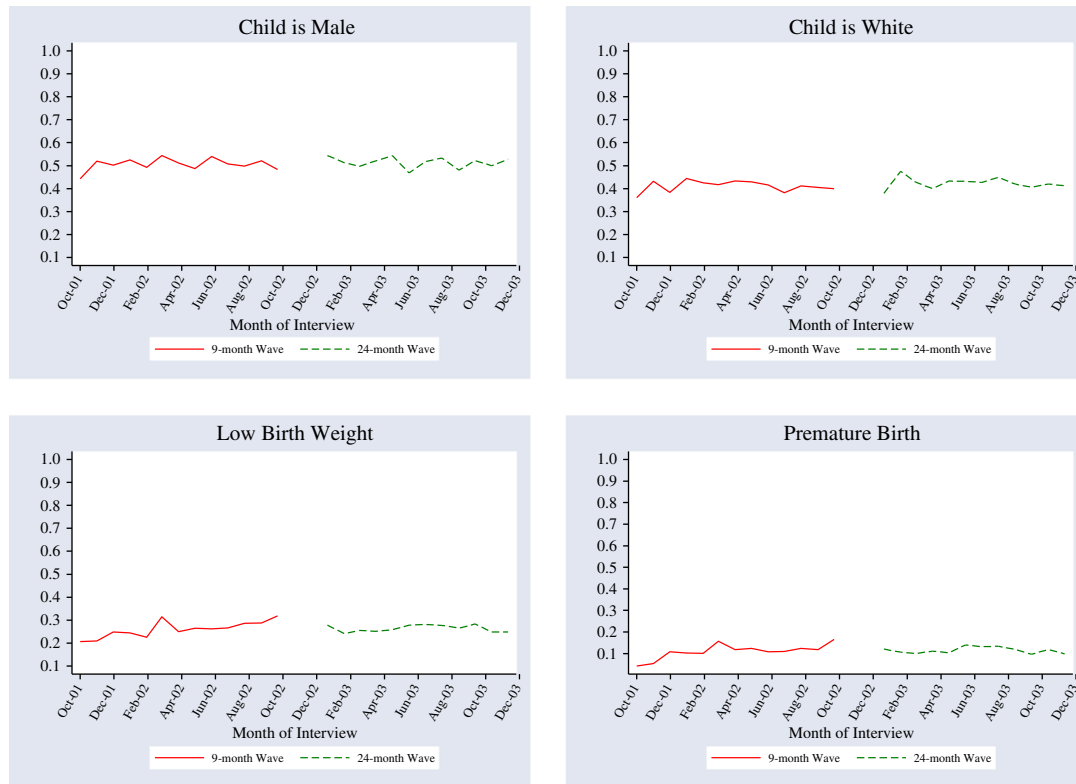 Child is Male
1.0
0.9
0.8
0.7
0.6
0.5
0.4
0.3
0.2
0.1
Oct-01 Dec-01 Feb-02 Apr-02 Jun-02 Aug-02 Oct-02 Dec-02 Feb-03 Apr-03 Jun-03 Aug-03 Oct-03 Dec-03
Month of Interview
9-month Wave 24-month Wave
Child is White
1.0
0.9
0.8
0.7
0.6
0.5
0.4
0.3
0.2
0.1
Oct-01 Dec-01 Feb-02 Apr-02 Jun-02 Aug-02 Oct-02 Dec-02 Feb-03 Apr-03 Jun-03 Aug-03 Oct-03 Dec-03
Month of Interview
9-month Wave 24-month Wave
Low Birth Weight
1.0
0.9
0.8
0.7
0.6
0.5
0.4
0.3
0.2
0.1
Oct-01 Dec-01 Feb-02 Apr-02 Jun-02 Aug-02 Oct-02 Dec-02 Feb-03 Apr-03 Jun-03 Aug-03 Oct-03 Dec-03
Month of Interview
9-month Wave 24-month Wave
Premature Birth
1.0
0.9
0.8
0.7
0.6
0.5
0.4
0.3
0.2
0.1
Oct-01 Dec-01 Feb-02 Apr-02 Jun-02 Aug-02 Oct-02 Dec-02 Feb-03 Apr-03 Jun-03 Aug-03 Oct-03 Dec-03
Month of Interview
9-month Wave 24-month Wave